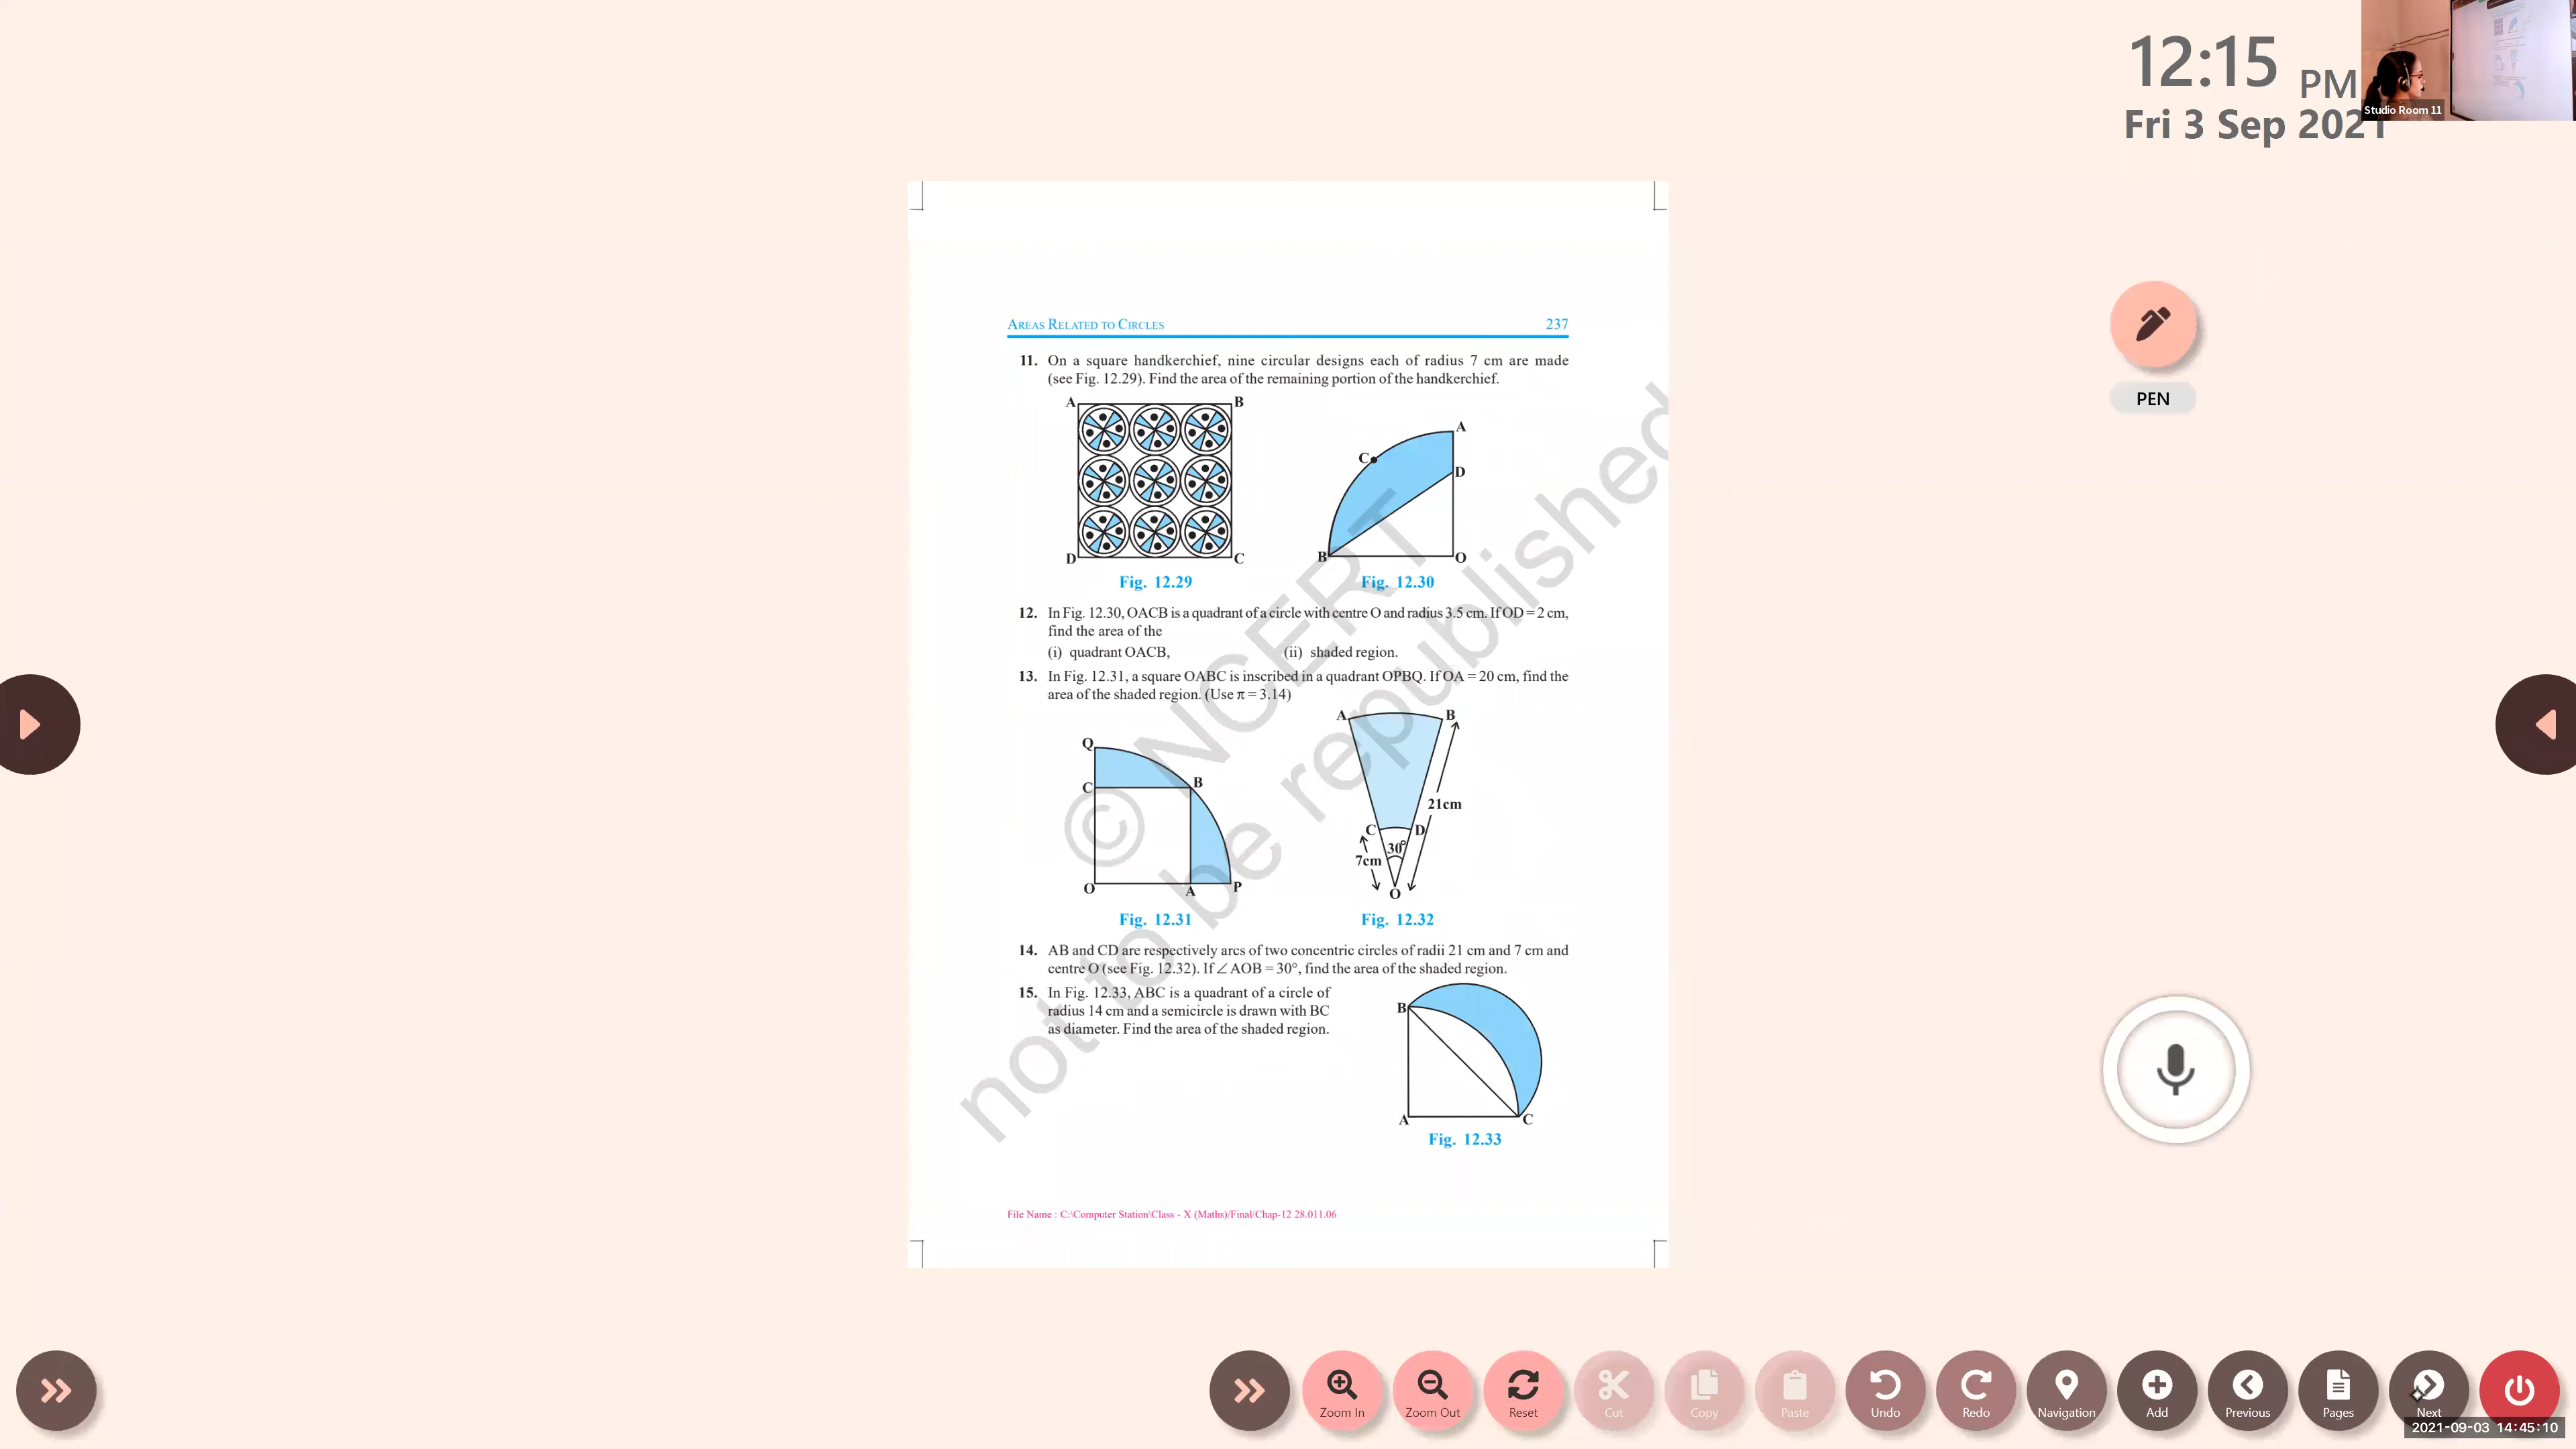 12:15 PM
Fri 3 Sep 2021
Studio Room 11
PEN
AREAS RELATED TO CIRCLES 237
11. On a square handkerchief, nine circular designs each of radius 7 cm are made
(see Fig. 12.29). Find the area of the remaining portion of the handkerchief.
A B
D C
Fig. 12.29
A
C
D
B O
Fig. 12.30
12. In Fig. 12.30, OACB is a quadrant of a circle with centre O and radius 3.5 cm. If OD = 2 cm,
find the area of the
(i) quadrant OACB, (ii) shaded region.
13. In Fig. 12.31, a square OABC is inscribed in a quadrant OPBQ. If OA = 20 cm, find the
area of the shaded region. (Use π = 3.14)
Q
C B
O A P
Fig. 12.31
A B
21cm
C D
30°
7cm
O
Fig. 12.32
14. AB and CD are respectively arcs of two concentric circles of radii 21 cm and 7 cm and
centre O (see Fig. 12.32). If ∠ AOB = 30°, find the area of the shaded region.
15. In Fig. 12.33, ABC is a quadrant of a circle of
radius 14 cm and a semicircle is drawn with BC
as diameter. Find the area of the shaded region.
B
A C
Fig. 12.33
© NCERT
not to be republished
File Name : C:\Computer Station\Class - X (Maths)/Final/Chap-12 28.011.06
Zoom In Zoom Out Reset Cut Copy Paste Undo Redo Navigation Add Previous Pages Next
2021-09-03 14:45:10